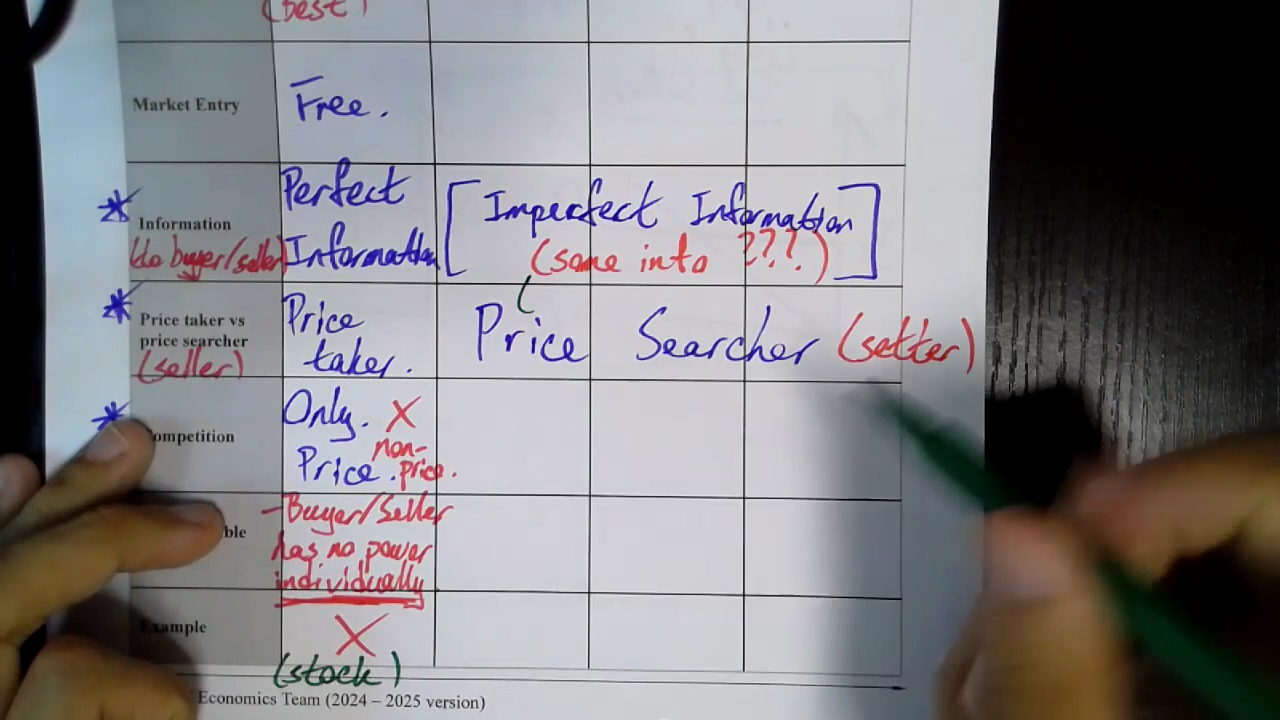 (best)
Market Entry
Free.
Perfect
Information
Information
(to buyer/seller)
[Imperfect Information]
(some info ???)
Price taker vs
price searcher
(seller)
Price
taker.
Price Searcher (setter)
Competition
Only. X
non-
Price. price.
ble
-Buyer/Seller
has no power
individually
Example
X
(stock)
Economics Team (2024 – 2025 version)